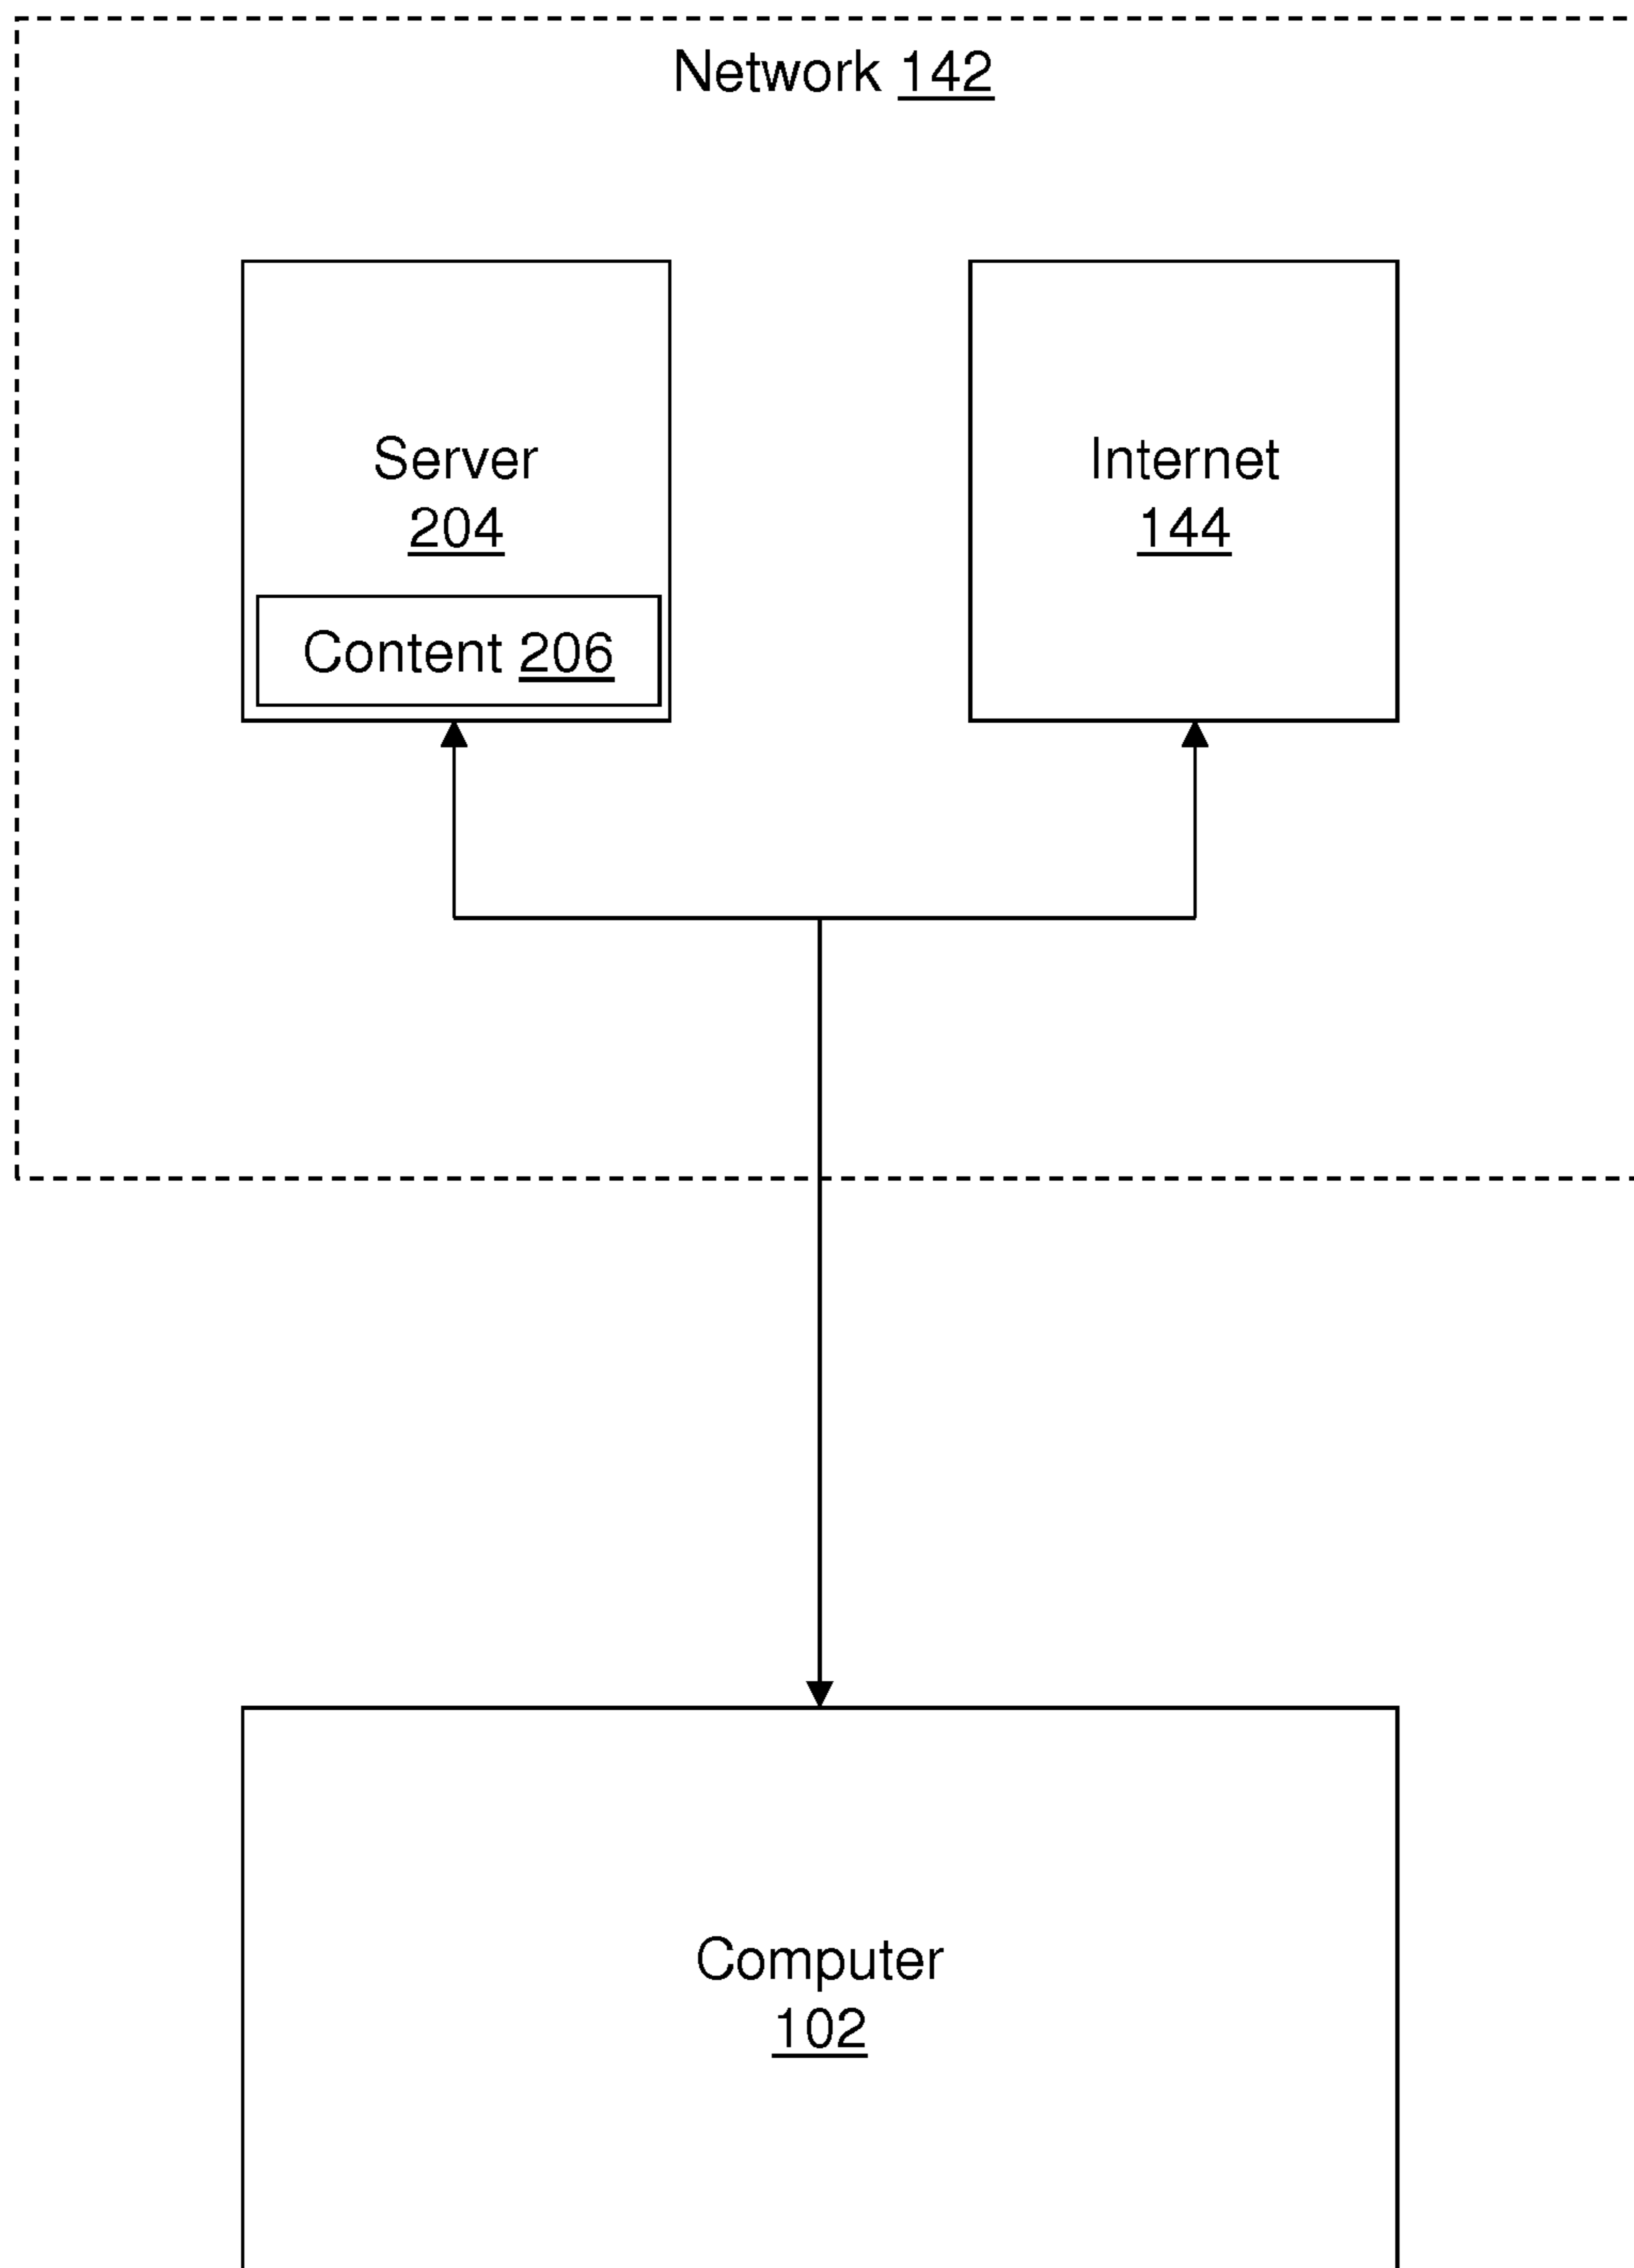 Network 142
Server
204
Content 206
Internet
144
Computer
102